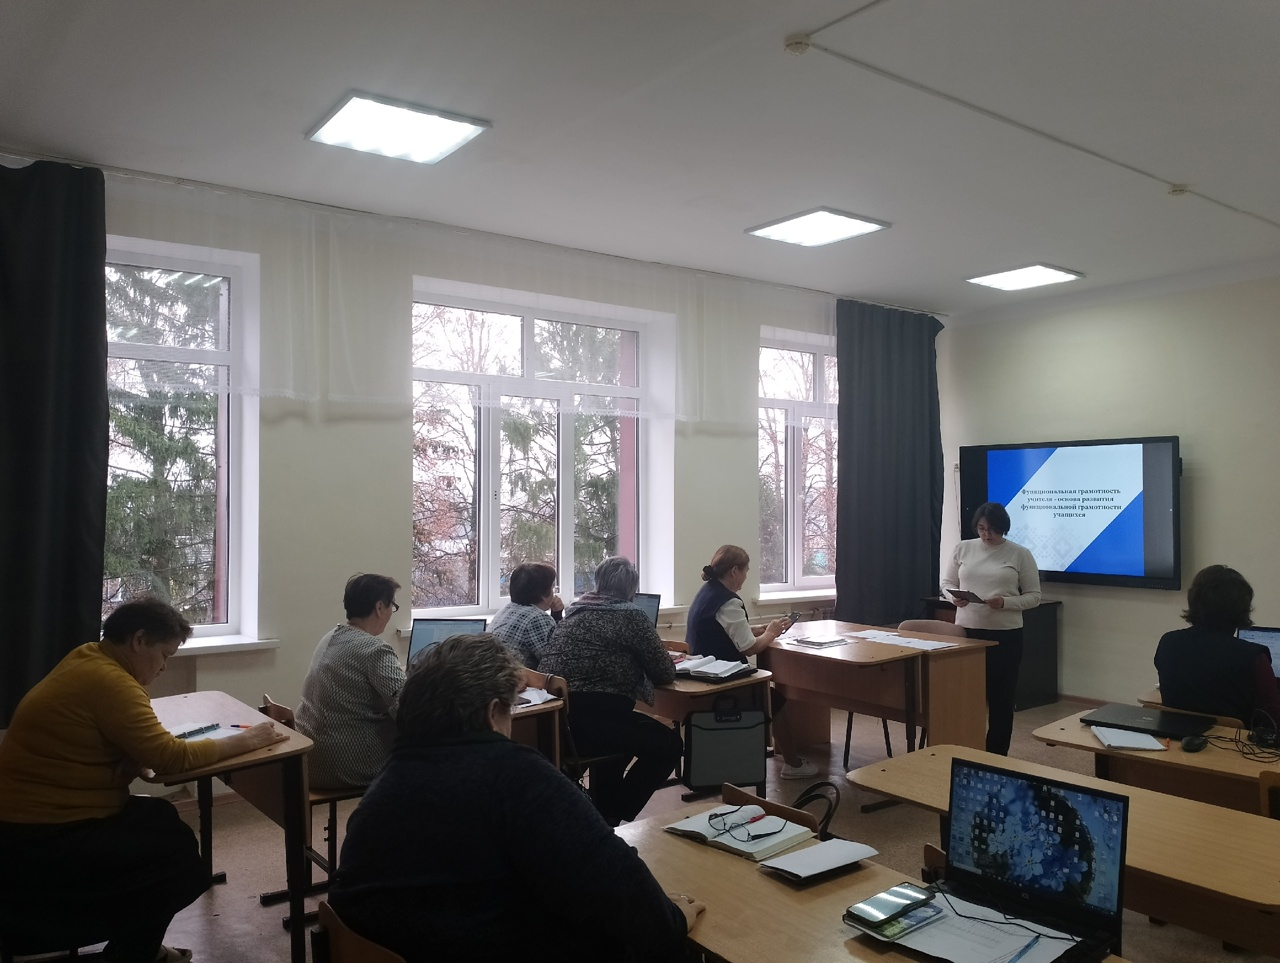 Функциональная грамотность
учителя - основа развития
функциональной грамотности
учащихся